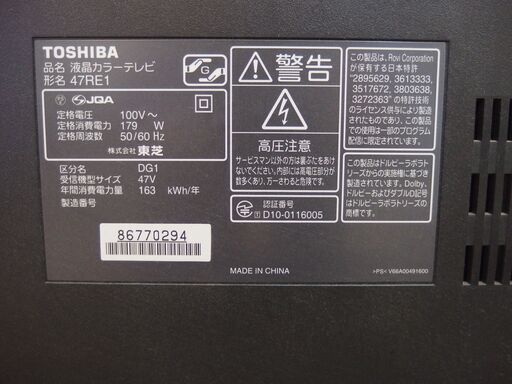 TOSHIBA
品名 液晶カラーテレビ
形名 47RE1
G
JQA
定格電圧 100V～
定格消費電力 179 W
定格周波数 50/60 Hz
株式会社 東芝
区分名 DG1
受信機型サイズ 47V
年間消費電力量 163 kWh/年
製造番号
86770294
警告
高圧注意
サービスマン以外の方は裏ぶたをあけ
ないでください。内部には高電圧部分が
数多くあり、万一さわると危険です。
認証番号
D10-0116005
MADE IN CHINA
この製品は、Rovi Corporation
が保有する日本特許
"2895629, 3613333,
3517672, 3803638,
3272363" の特許技術
のライセンス供与により製造
されたものであり、このこと
によって一部のプログラム
配信に限定されています。
この製品はドルビーラボラト
リーズからの実施権に基づき
製造されています。Dolby、
ドルビー及びダブルD記号は
ドルビーラボラトリーズの
商標です。
>PS< V66A00491600